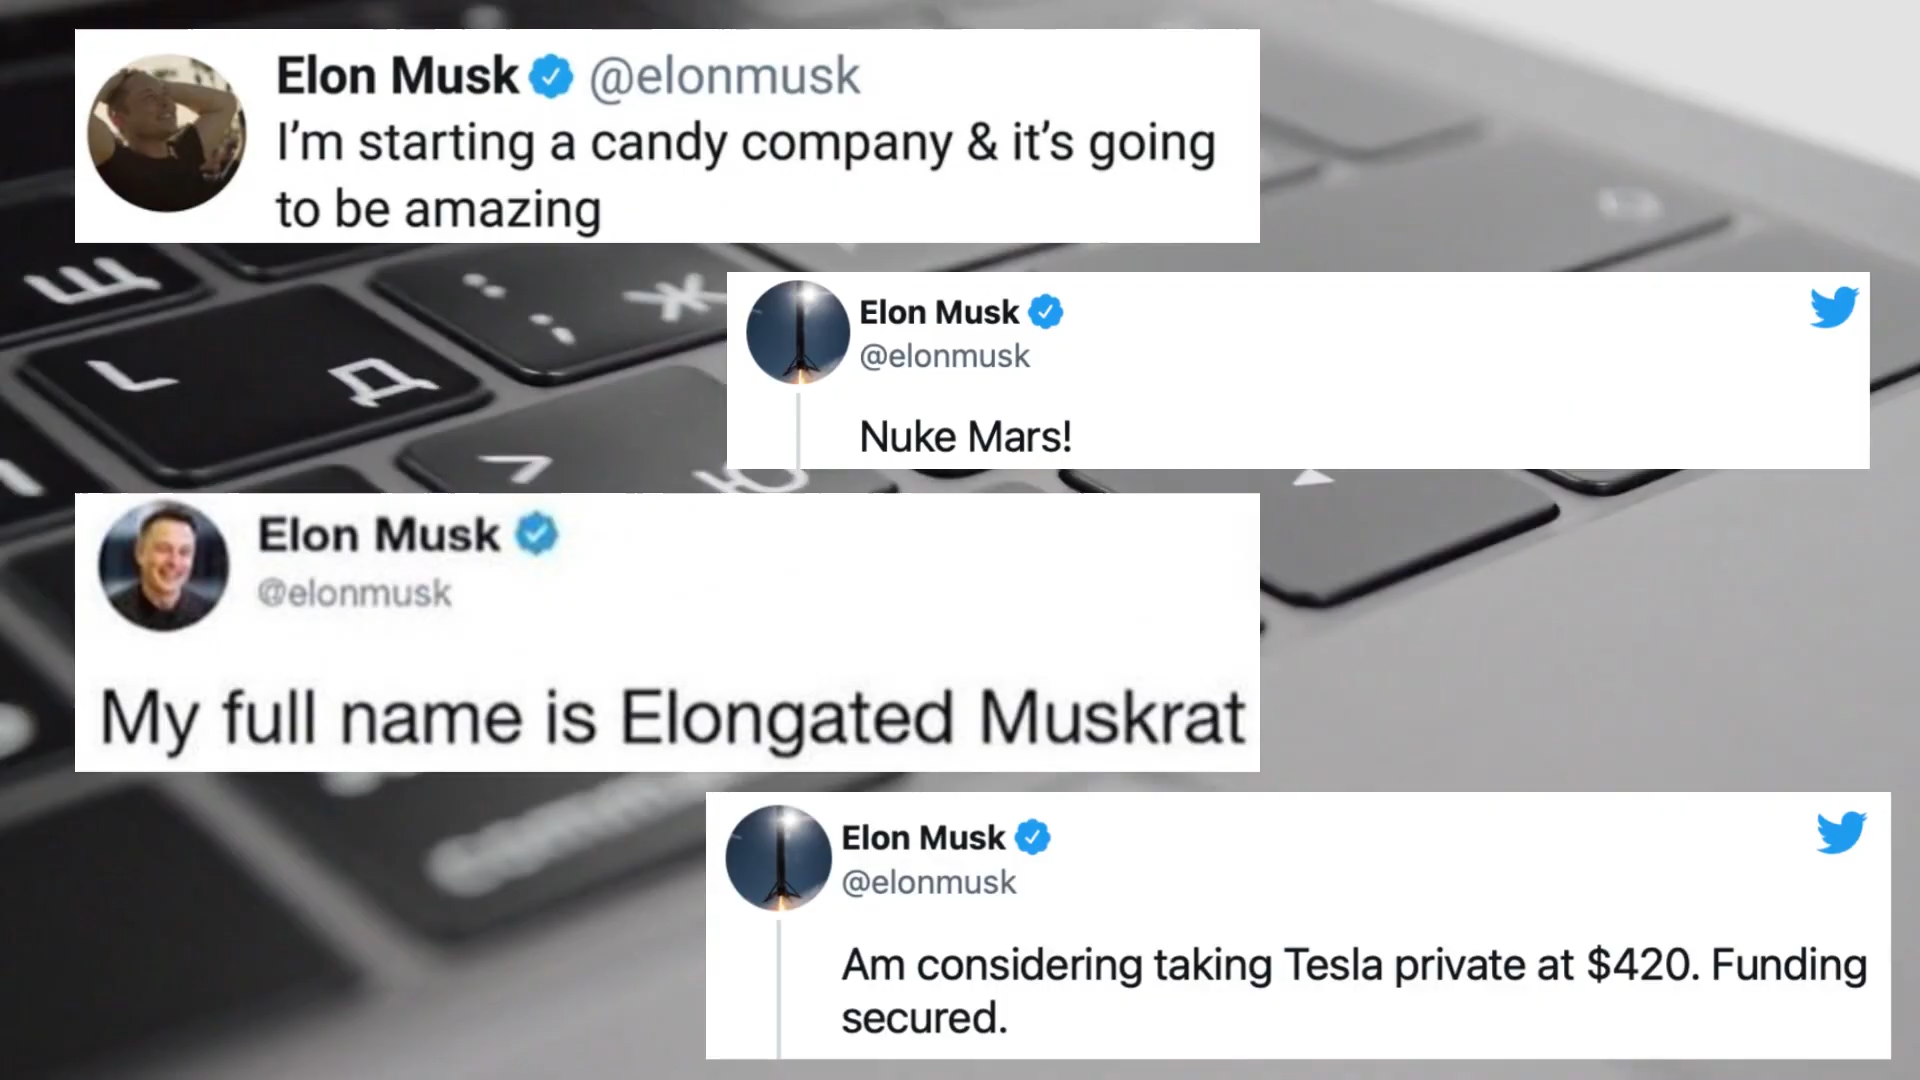 Elon Musk @elonmusk
I'm starting a candy company & it's going
to be amazing
Elon Musk
@elonmusk
Nuke Mars!
Elon Musk
@elonmusk
My full name is Elongated Muskrat
Elon Musk
@elonmusk
Am considering taking Tesla private at $420. Funding
secured.
Щ
Ж
Д
Ю